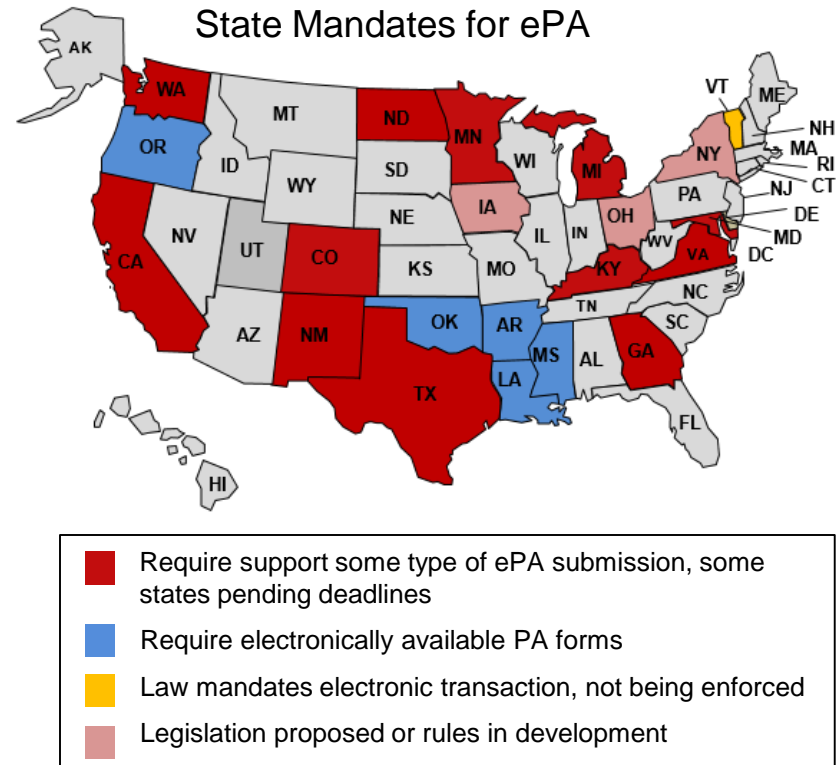 State Mandates for ePA
AK
WA
MT
ND
MN
VT
ME
NH
MA
RI
CT
OR
ID
WY
SD
WI
MI
NY
NJ
DE
MD
DC
NV
UT
CO
NE
IA
IL
IN
OH
PA
WV
VA
CA
KS
MO
KY
NC
TN
SC
AZ
NM
OK
AR
MS
AL
GA
TX
LA
FL
HI
Require support some type of ePA submission, some
states pending deadlines
Require electronically available PA forms
Law mandates electronic transaction, not being enforced
Legislation proposed or rules in development